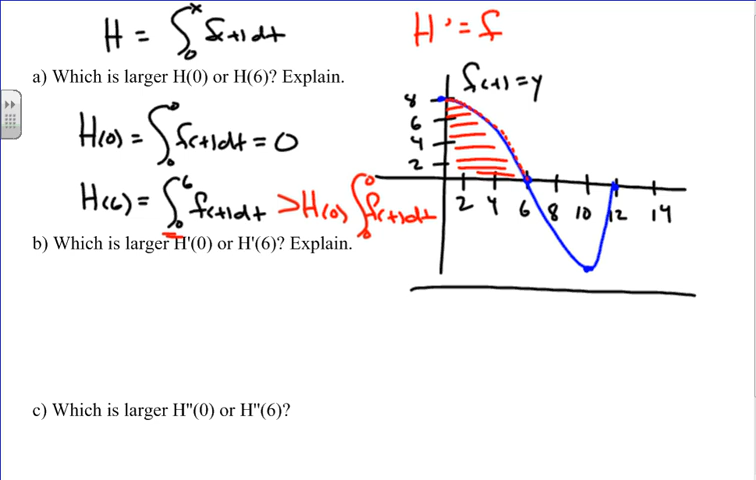 H = ∫₀ˣ f(t)dt
H' = f
a) Which is larger H(0) or H(6)? Explain.
f(t)=y
8
6
4
2
2 4 6 8 10 12 14
H(0) = ∫₀⁰ f(t)dt = 0
H(6) = ∫₀⁶ f(t)dt > H(0) ∫₀⁰ f(t)dt
b) Which is larger H'(0) or H'(6)? Explain.
c) Which is larger H''(0) or H''(6)?